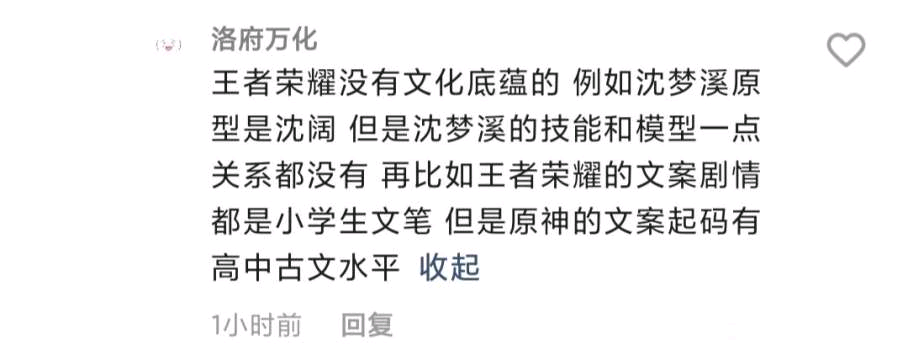 洛府万化
王者荣耀没有文化底蕴的 例如沈梦溪原
型是沈阔 但是沈梦溪的技能和模型一点
关系都没有 再比如王者荣耀的文案剧情
都是小学生文笔 但是原神的文案起码有
高中古文水平 收起
1小时前 回复